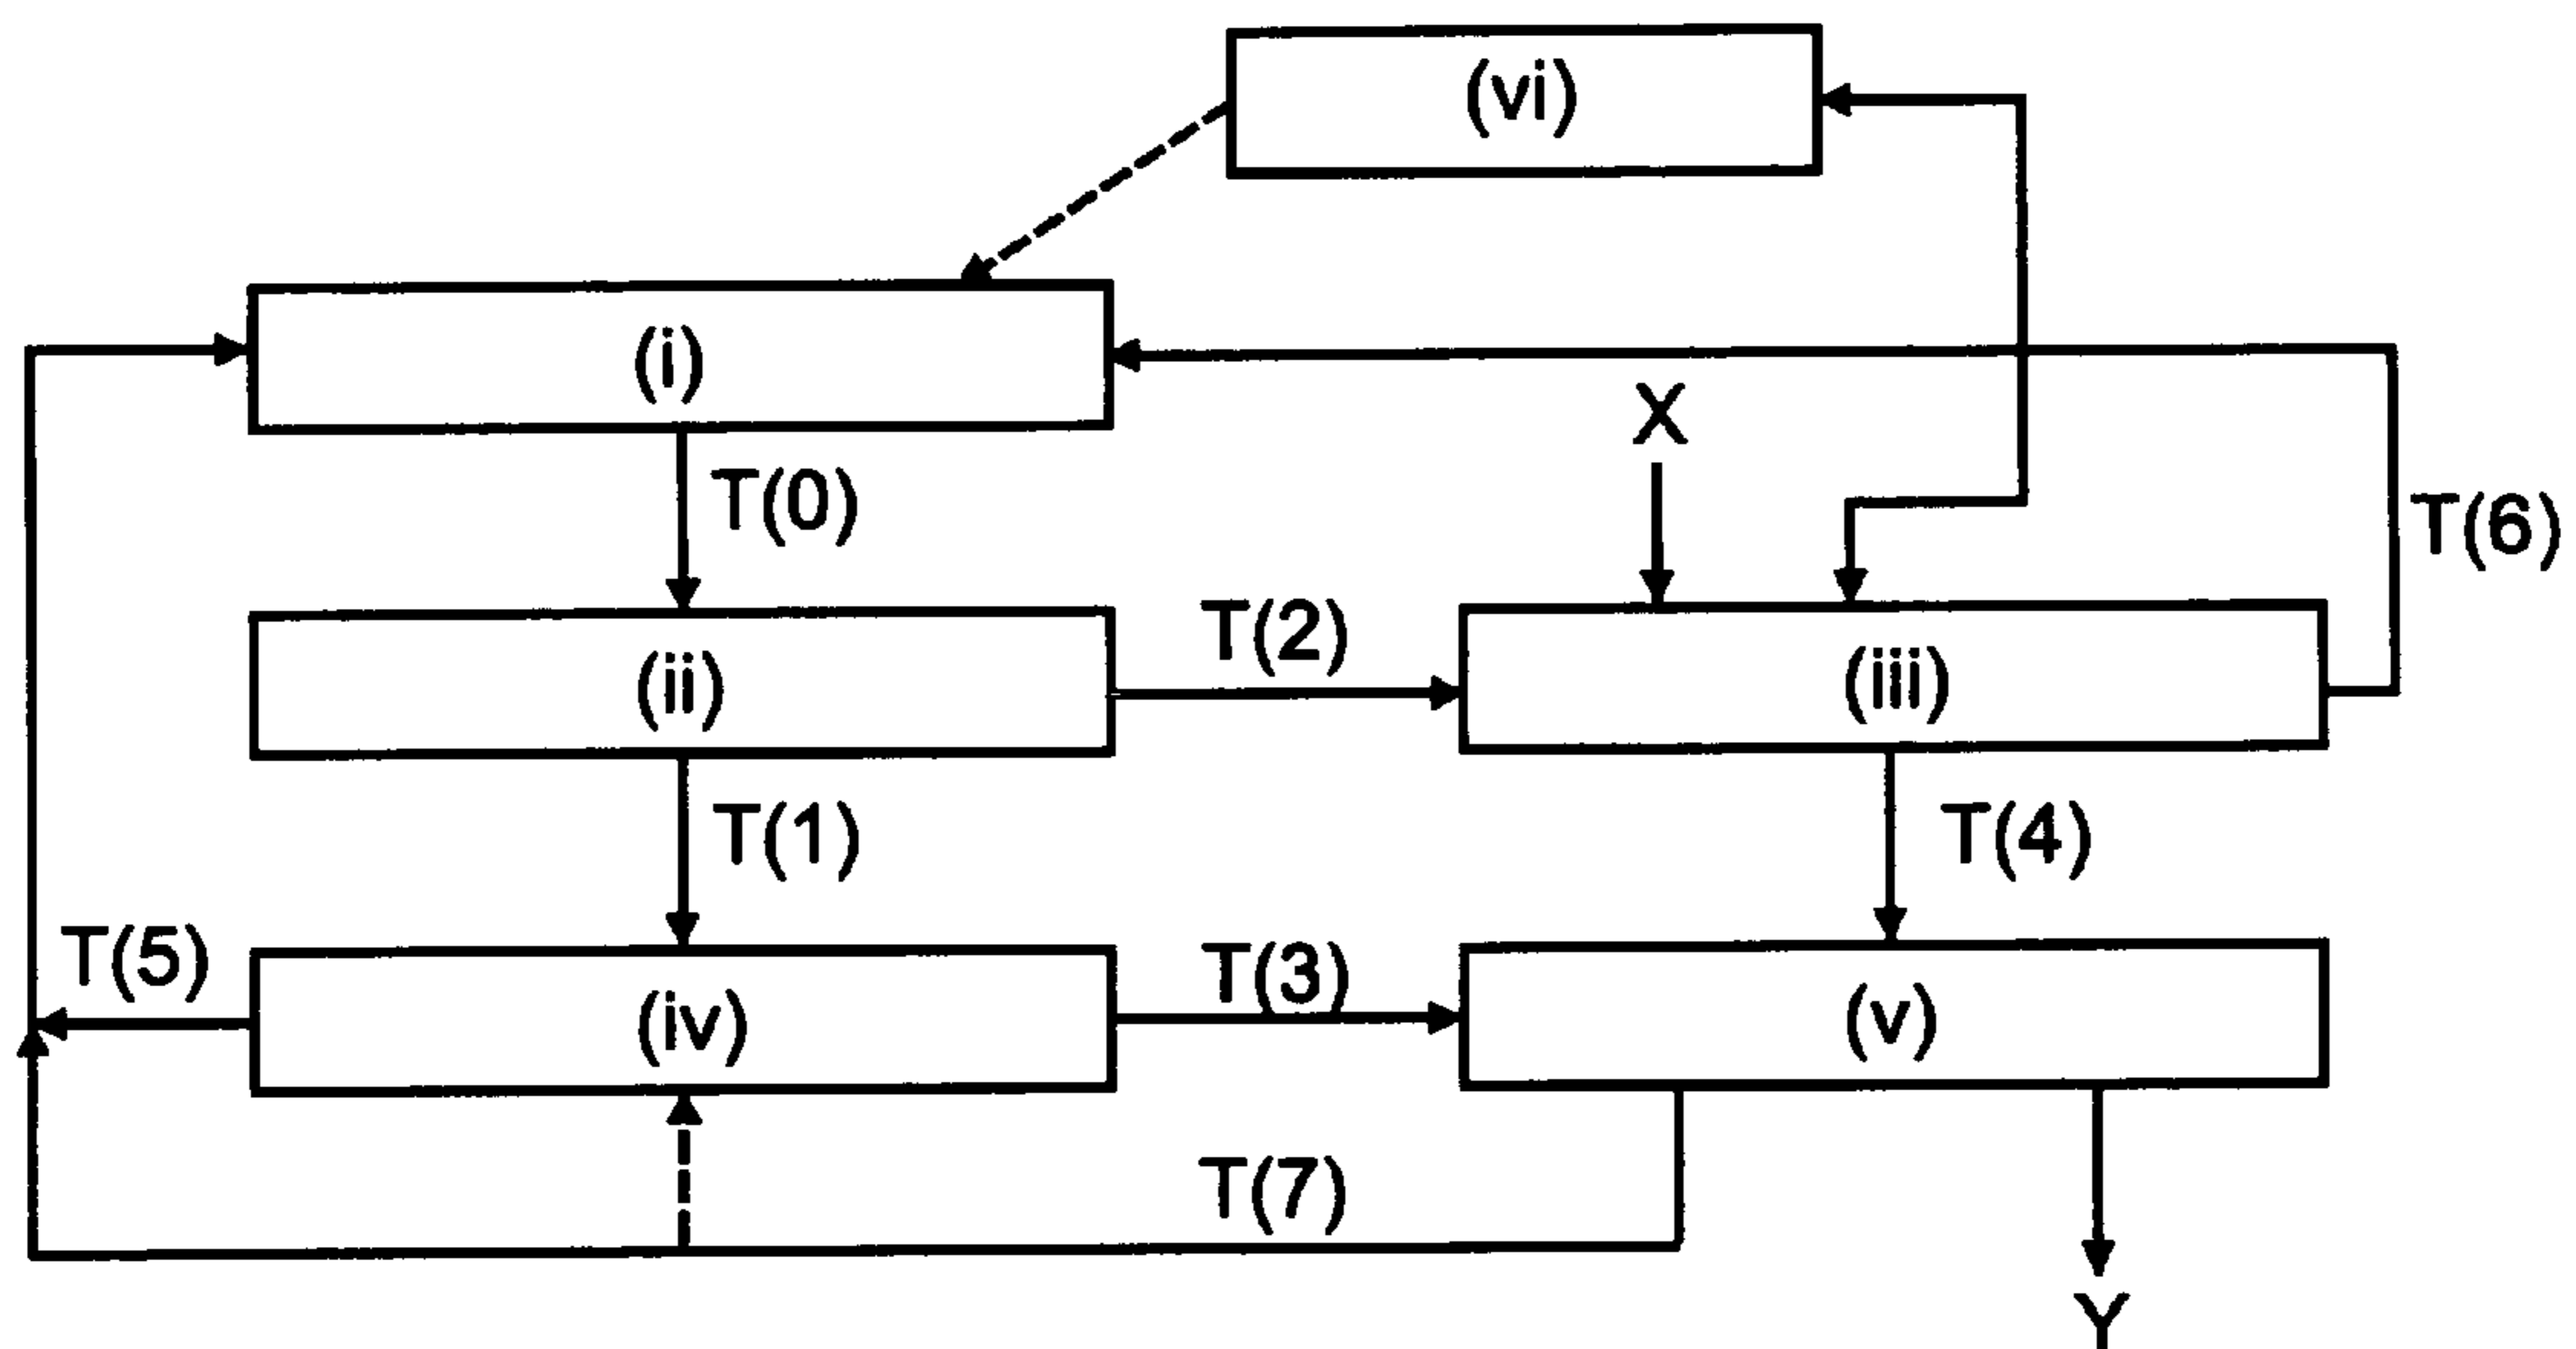 (vi)
(i)
X
T(0)
T(6)
T(2)
(ii)
(iii)
T(1)
T(4)
T(5)
T(3)
(iv)
(v)
T(7)
Y